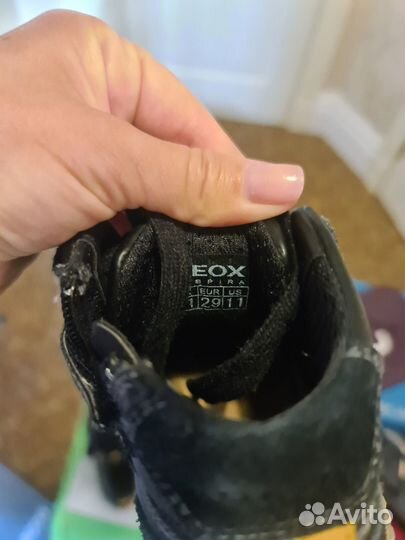 EOX
SPIRA
EUR US
29 11
Avito